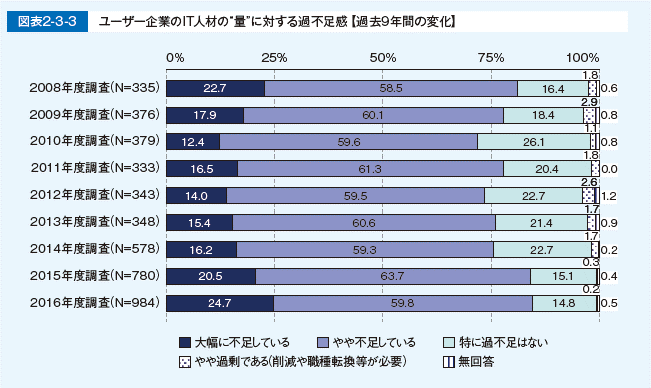 図表2-3-3 ユーザー企業のIT人材の“量”に対する過不足感【過去9年間の変化】
0% 25% 50% 75% 100%
2008年度調査(N=335) 22.7 58.5 16.4 1.8 0.6
2009年度調査(N=376) 17.9 60.1 18.4 2.9 0.8
2010年度調査(N=379) 12.4 59.6 26.1 1.1 0.8
2011年度調査(N=333) 16.5 61.3 20.4 1.8 0.0
2012年度調査(N=343) 14.0 59.5 22.7 2.6 1.2
2013年度調査(N=348) 15.4 60.6 21.4 1.7 0.9
2014年度調査(N=578) 16.2 59.3 22.7 1.7 0.2
2015年度調査(N=780) 20.5 63.7 15.1 0.3 0.4
2016年度調査(N=984) 24.7 59.8 14.8 0.2 0.5
大幅に不足している やや不足している 特に過不足はない
やや過剰である(削減や職種転換等が必要) 無回答